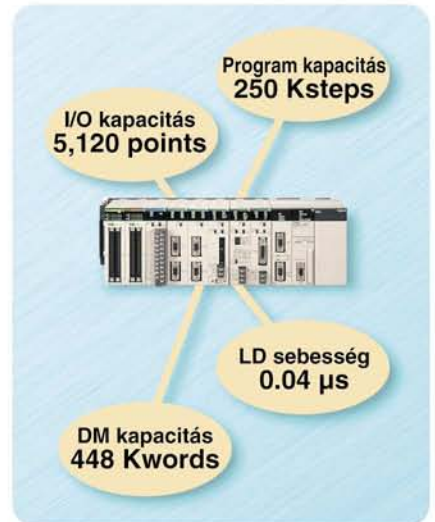 Program kapacitás
250 Ksteps
I/O kapacitás
5,120 points
LD sebesség
0.04 µs
DM kapacitás
448 Kwords